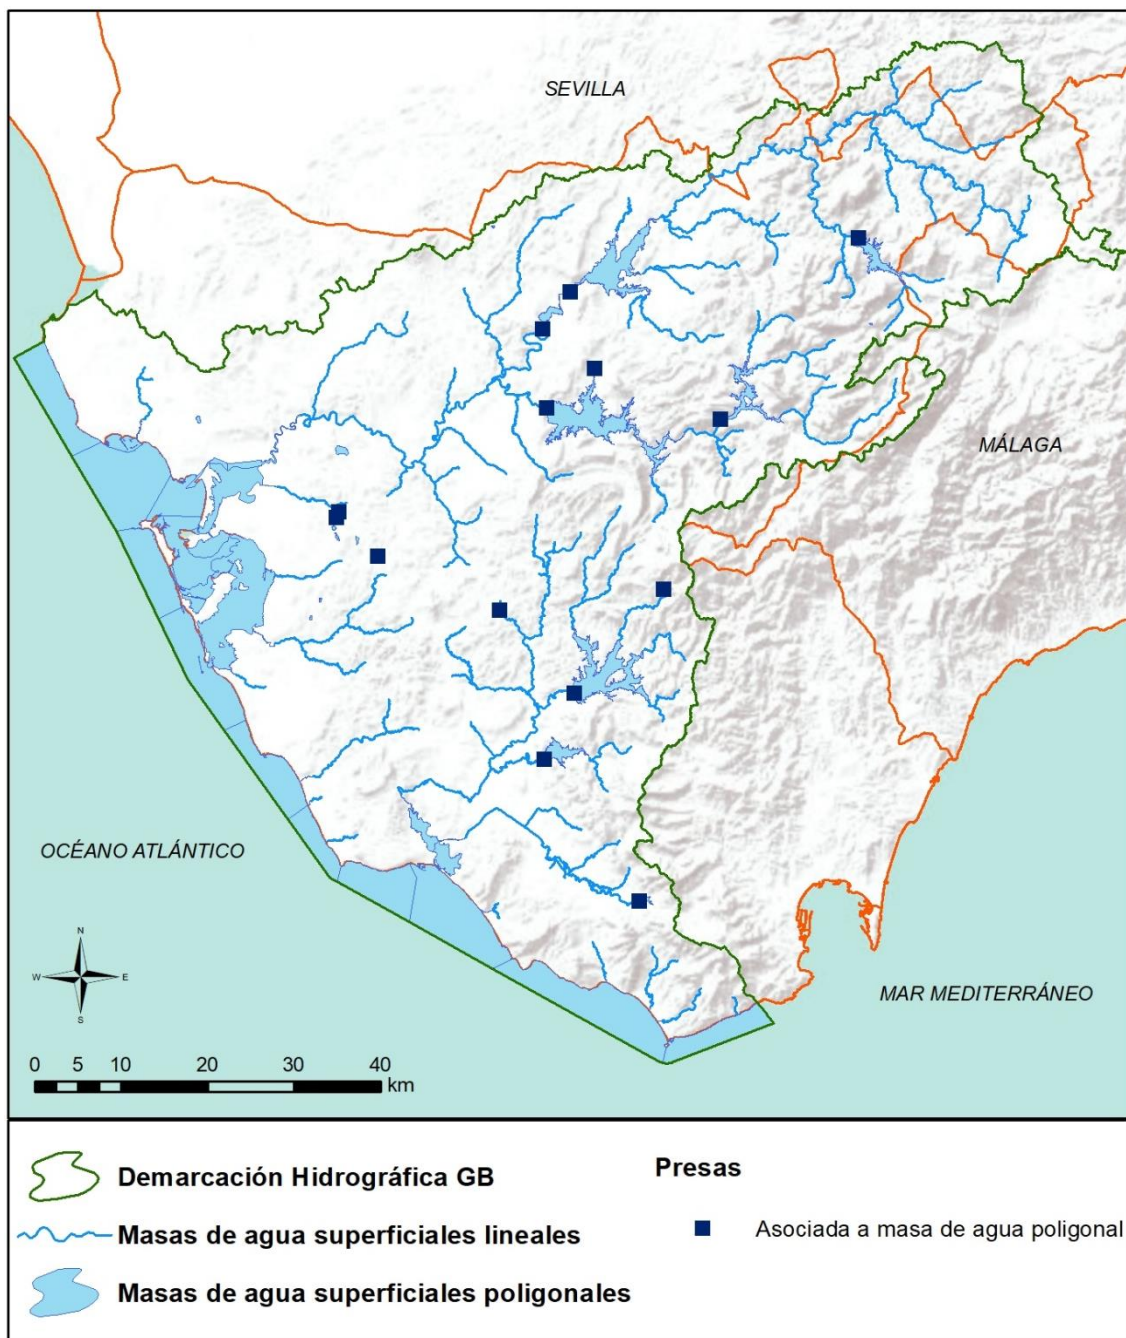 SEVILLA
MÁLAGA
OCÉANO ATLÁNTICO
N
W E
S
MAR MEDITERRÁNEO
0 5 10 20 30 40
km
Demarcación Hidrográfica GB
Masas de agua superficiales lineales
Masas de agua superficiales poligonales
Presas
Asociada a masa de agua poligonal